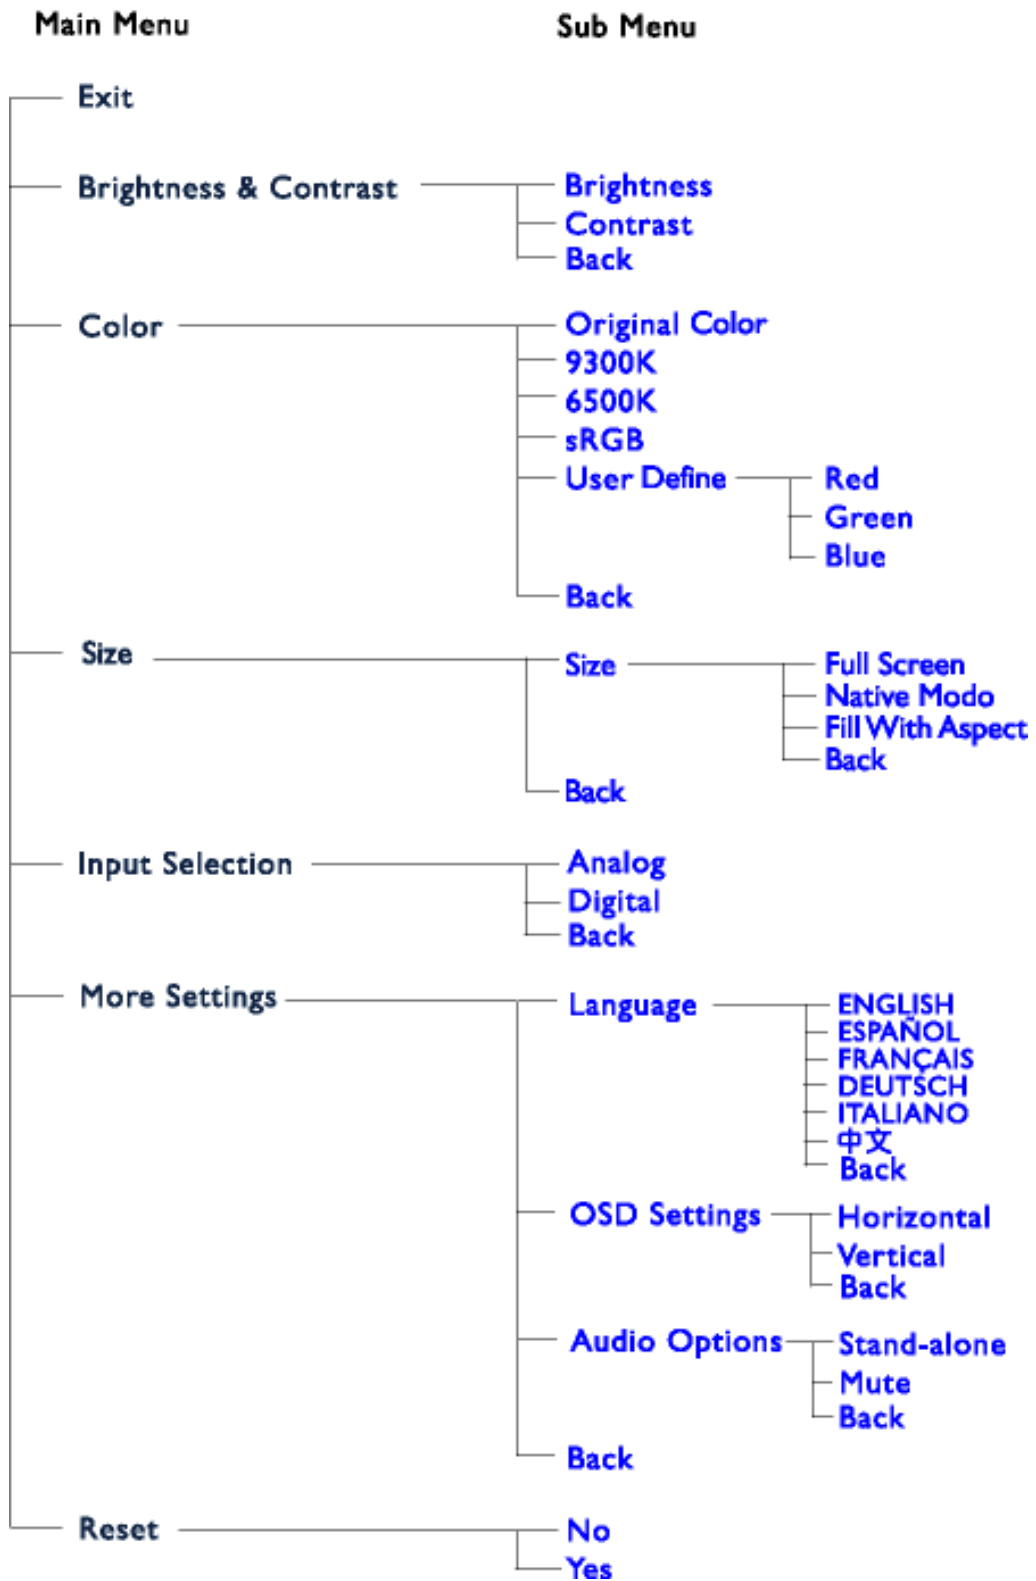 Main Menu
Sub Menu
Exit
Brightness & Contrast
Brightness
Contrast
Back
Color
Original Color
9300K
6500K
sRGB
User Define
Red
Green
Blue
Back
Size
Size
Full Screen
Native Modo
Fill With Aspect
Back
Back
Input Selection
Analog
Digital
Back
More Settings
Language
ENGLISH
ESPAÑOL
FRANÇAIS
DEUTSCH
ITALIANO
中文
Back
OSD Settings
Horizontal
Vertical
Back
Audio Options
Stand-alone
Mute
Back
Back
Reset
No
Yes